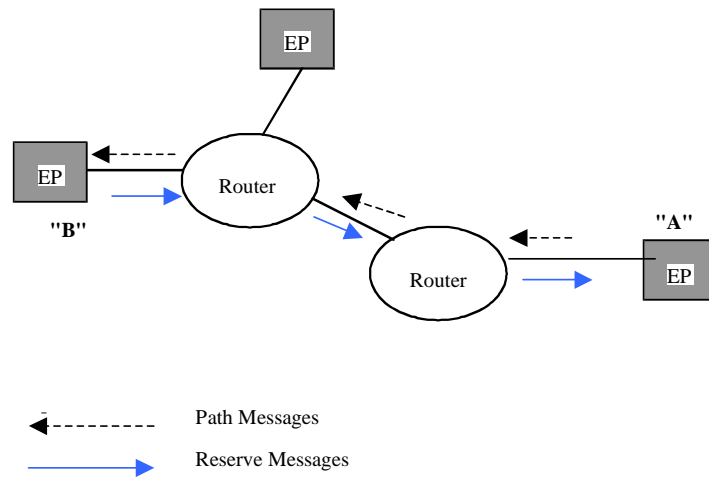 EP
EP
Router
"B"
"A"
EP
Router
Path Messages
Reserve Messages